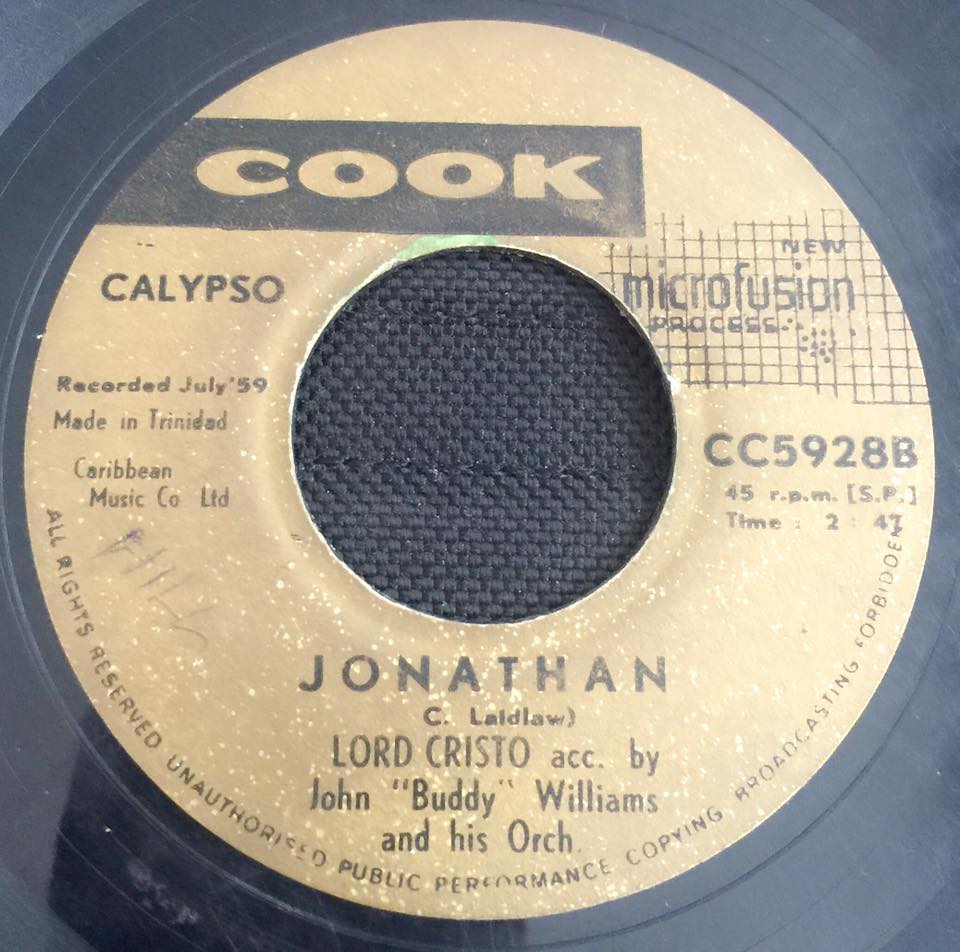 COOK
CALYPSO
NEW
microfusion
PROCESS
Recorded July '59
Made in Trinidad
Caribbean
Music Co Ltd
CC5928B
45 r.p.m. [S.P.]
Time : 2 : 47
JONATHAN
C. Laidlaw)
LORD CRISTO acc. by
John "Buddy" Williams
and his Orch.
ALL RIGHTS RESERVED UNAUTHORISED PUBLIC PERFORMANCE COPYING BROADCASTING FORBIDDEN